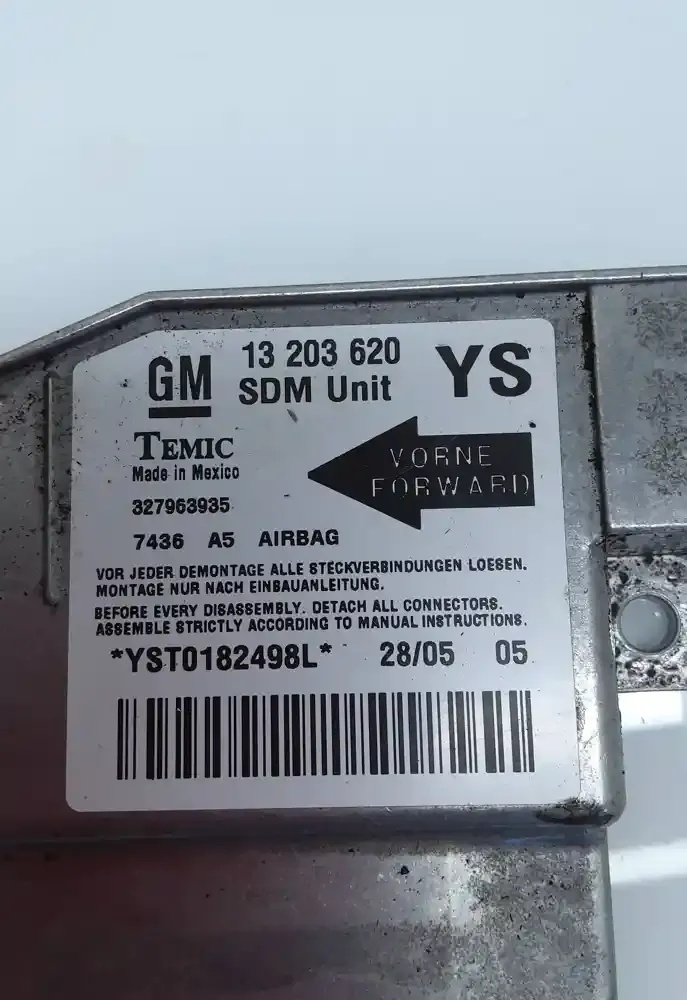 GM 13 203 620 YS
SDM Unit
TEMIC
Made in Mexico
VORNE
FORWARD
327963935
7436 A5 AIRBAG
VOR JEDER DEMONTAGE ALLE STECKVERBINDUNGEN LOESEN.
MONTAGE NUR NACH EINBAUANLEITUNG.
BEFORE EVERY DISASSEMBLY. DETACH ALL CONNECTORS.
ASSEMBLE STRICTLY ACCORDING TO MANUAL INSTRUCTIONS.
*YST0182498L* 28/05 05